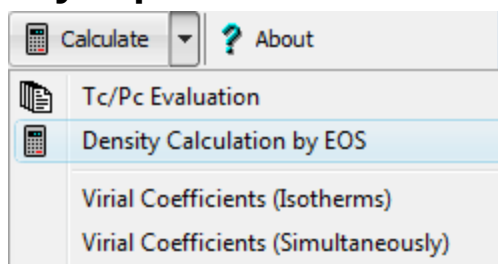 Calculate
About
Tc/Pc Evaluation
Density Calculation by EOS
Virial Coefficients (Isotherms)
Virial Coefficients (Simultaneously)